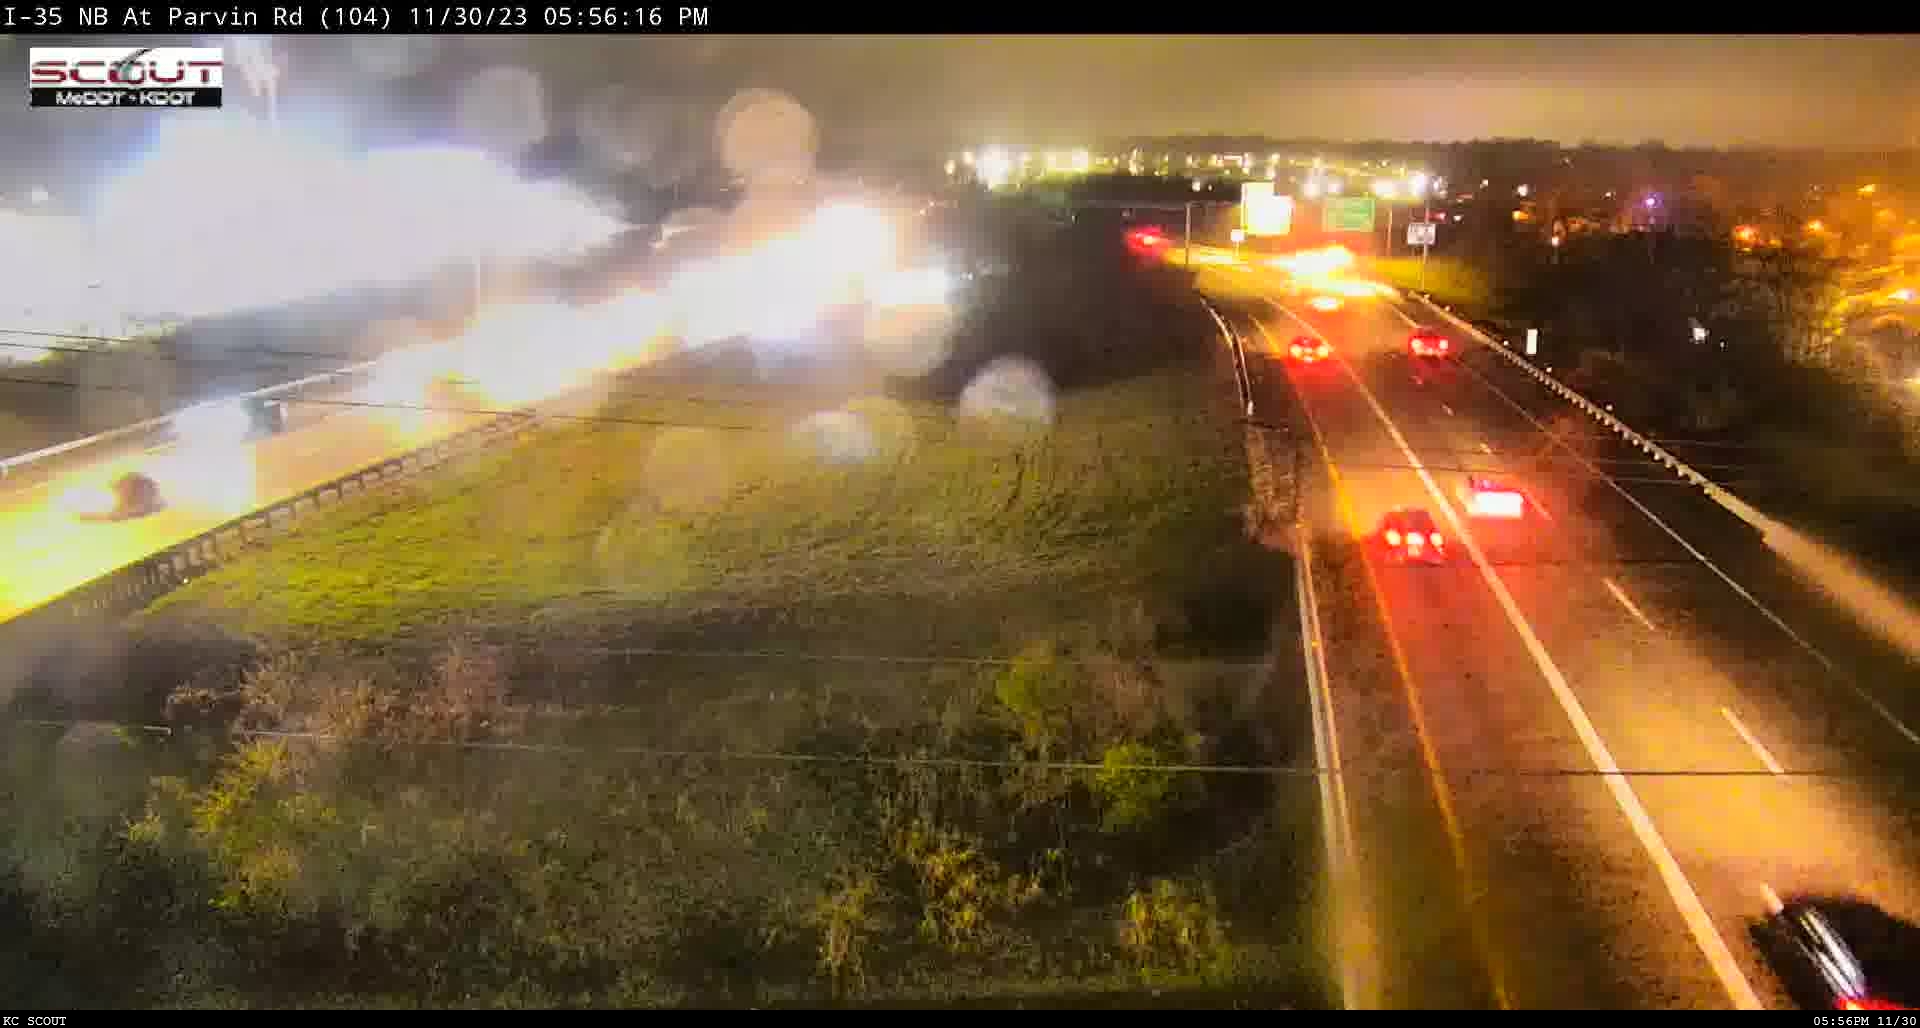 I-35 NB At Parvin Rd (104) 11/30/23 05:56:16 PM
SCOUT
MoDOT - KDOT
KC SCOUT
05:56PM 11/30